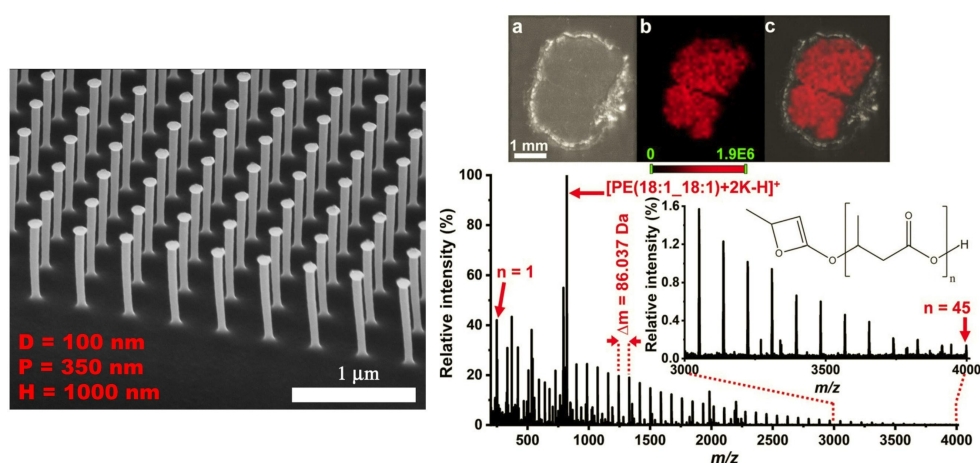 D = 100 nm
P = 350 nm
H = 1000 nm
1 μm
a
b
c
1 mm
0
1.9E6
[PE(18:1_18:1)+2K-H]+
Relative intensity (%)
100
80
60
40
20
0
n = 1
Δm = 86.037 Da
500
1000
1500
2000
2500
3000
3500
4000
m/z
Relative intensity (%)
1.6
1.2
0.8
0.4
0.0
3000
3500
4000
m/z
n = 45
O
O
O
O
H
n